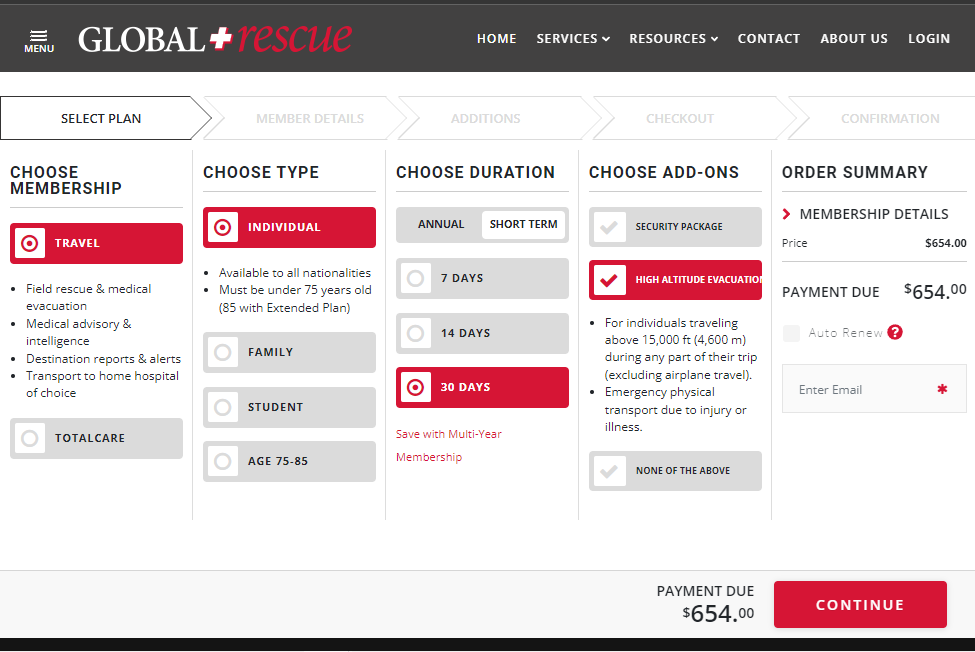 MENU
GLOBAL rescue
HOME
SERVICES
RESOURCES
CONTACT
ABOUT US
LOGIN
SELECT PLAN
MEMBER DETAILS
ADDITIONS
CHECKOUT
CONFIRMATION
CHOOSE
MEMBERSHIP
TRAVEL
Field rescue & medical
evacuation
Medical advisory &
intelligence
Destination reports & alerts
Transport to home hospital
of choice
TOTALCARE
CHOOSE TYPE
INDIVIDUAL
Available to all nationalities
Must be under 75 years old
(85 with Extended Plan)
FAMILY
STUDENT
AGE 75-85
CHOOSE DURATION
ANNUAL
SHORT TERM
7 DAYS
14 DAYS
30 DAYS
Save with Multi-Year
Membership
CHOOSE ADD-ONS
SECURITY PACKAGE
HIGH ALTITUDE EVACUATION
For individuals traveling
above 15,000 ft (4,600 m)
during any part of their trip
(excluding airplane travel).
Emergency physical
transport due to injury or
illness.
NONE OF THE ABOVE
ORDER SUMMARY
MEMBERSHIP DETAILS
Price $654.00
PAYMENT DUE $654.00
Auto Renew ?
Enter Email *
PAYMENT DUE
$654.00
CONTINUE